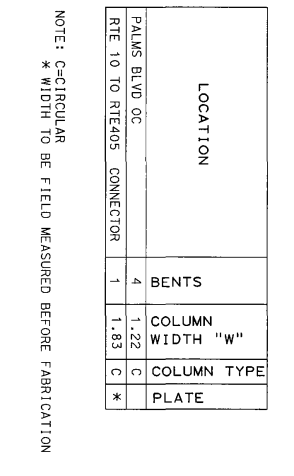 LOCATION
BENTS
COLUMN
WIDTH "W"
COLUMN TYPE
PLATE
PALMS BLVD OC 4 1.22 C
RTE 10 TO RTE405 CONNECTOR 1 1.83 C *
NOTE: C=CIRCULAR
* WIDTH TO BE FIELD MEASURED BEFORE FABRICATION